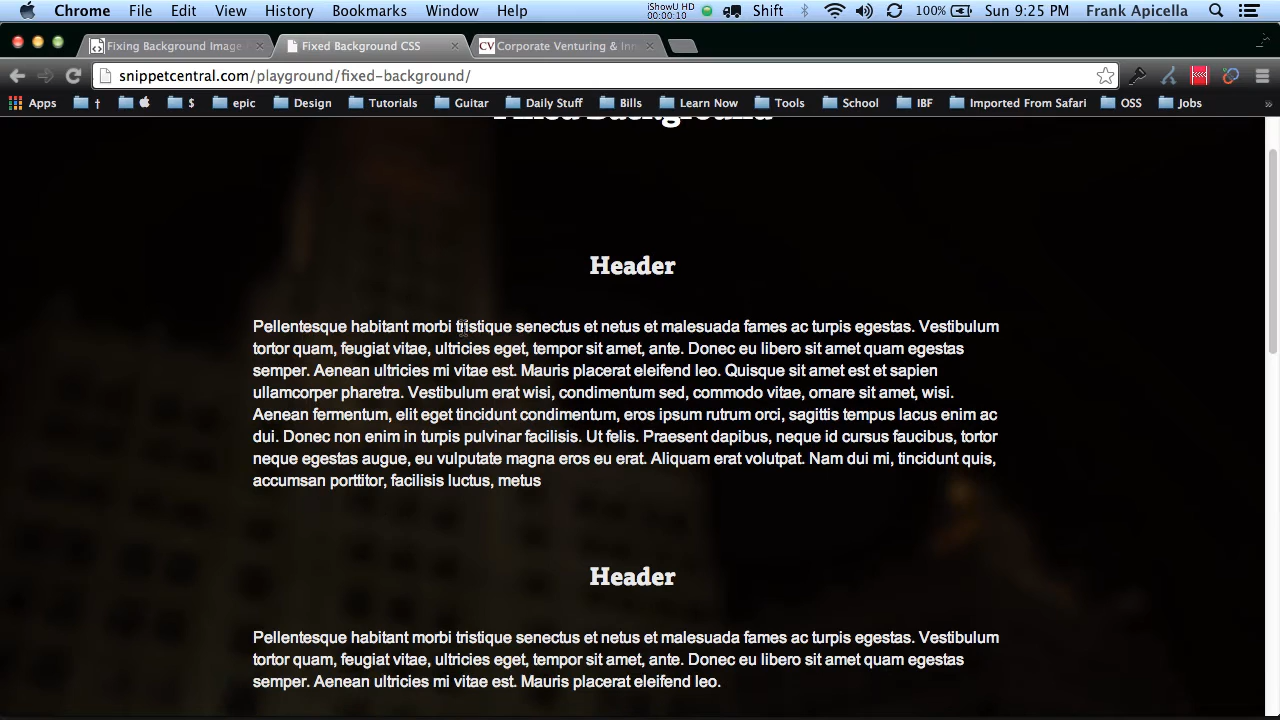 Chrome File Edit View History Bookmarks Window Help iShowU HD 00:00:10 Shift 100% Sun 9:25 PM Frank Apicella
Fixing Background Image Fixed Background CSS CV Corporate Venturing & Inn
snippetcentral.com/playground/fixed-background/
Apps † $ epic Design Tutorials Guitar Daily Stuff Bills Learn Now Tools School IBF Imported From Safari OSS Jobs »
Fixed Background
Header
Pellentesque habitant morbi tristique senectus et netus et malesuada fames ac turpis egestas. Vestibulum
tortor quam, feugiat vitae, ultricies eget, tempor sit amet, ante. Donec eu libero sit amet quam egestas
semper. Aenean ultricies mi vitae est. Mauris placerat eleifend leo. Quisque sit amet est et sapien
ullamcorper pharetra. Vestibulum erat wisi, condimentum sed, commodo vitae, ornare sit amet, wisi.
Aenean fermentum, elit eget tincidunt condimentum, eros ipsum rutrum orci, sagittis tempus lacus enim ac
dui. Donec non enim in turpis pulvinar facilisis. Ut felis. Praesent dapibus, neque id cursus faucibus, tortor
neque egestas augue, eu vulputate magna eros eu erat. Aliquam erat volutpat. Nam dui mi, tincidunt quis,
accumsan porttitor, facilisis luctus, metus
Header
Pellentesque habitant morbi tristique senectus et netus et malesuada fames ac turpis egestas. Vestibulum
tortor quam, feugiat vitae, ultricies eget, tempor sit amet, ante. Donec eu libero sit amet quam egestas
semper. Aenean ultricies mi vitae est. Mauris placerat eleifend leo.